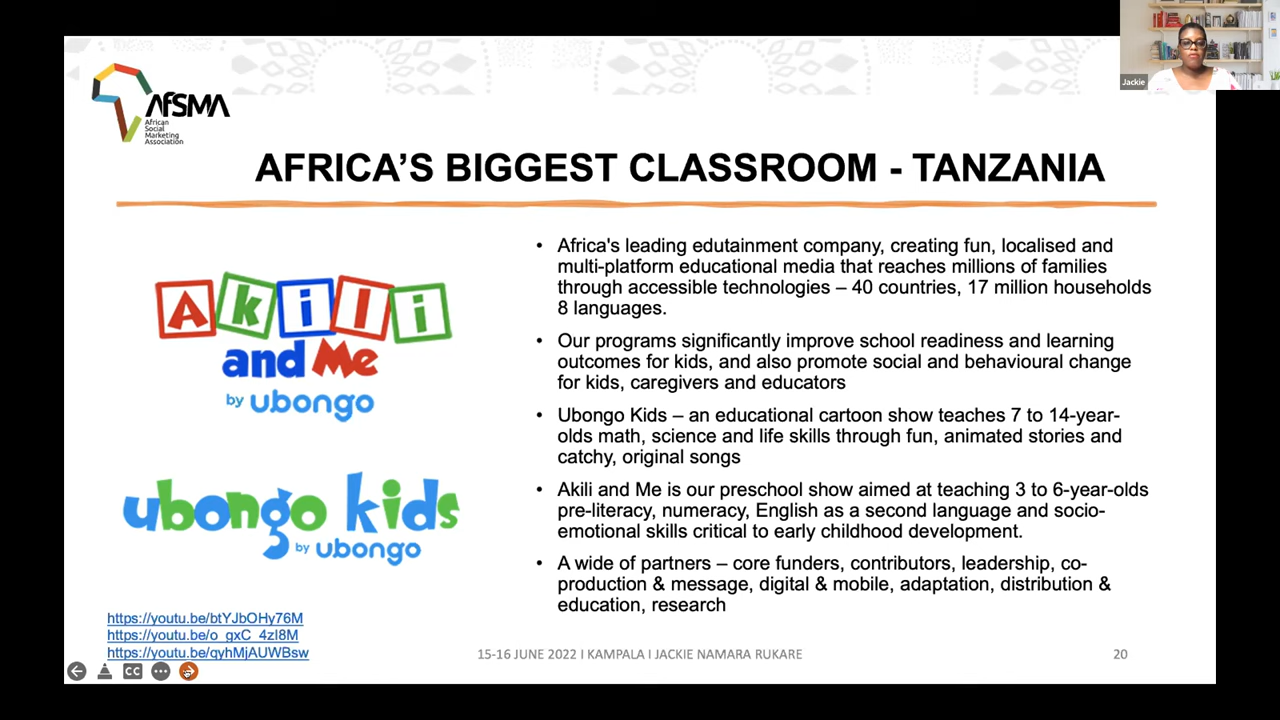 Jackie
AfSMA
African
Social
Marketing
Association
AFRICA'S BIGGEST CLASSROOM - TANZANIA
Akili
and Me
by ubongo
ubongo kids
by ubongo
https://youtu.be/btYJbOHy76M
https://youtu.be/o_gxC_4zI8M
https://youtu.be/qyhMjAUWBsw
• Africa's leading edutainment company, creating fun, localised and
multi-platform educational media that reaches millions of families
through accessible technologies – 40 countries, 17 million households
8 languages.
• Our programs significantly improve school readiness and learning
outcomes for kids, and also promote social and behavioural change
for kids, caregivers and educators
• Ubongo Kids – an educational cartoon show teaches 7 to 14-year-
olds math, science and life skills through fun, animated stories and
catchy, original songs
• Akili and Me is our preschool show aimed at teaching 3 to 6-year-olds
pre-literacy, numeracy, English as a second language and socio-
emotional skills critical to early childhood development.
• A wide of partners – core funders, contributors, leadership, co-
production & message, digital & mobile, adaptation, distribution &
education, research
15-16 JUNE 2022 I KAMPALA I JACKIE NAMARA RUKARE
20
CC